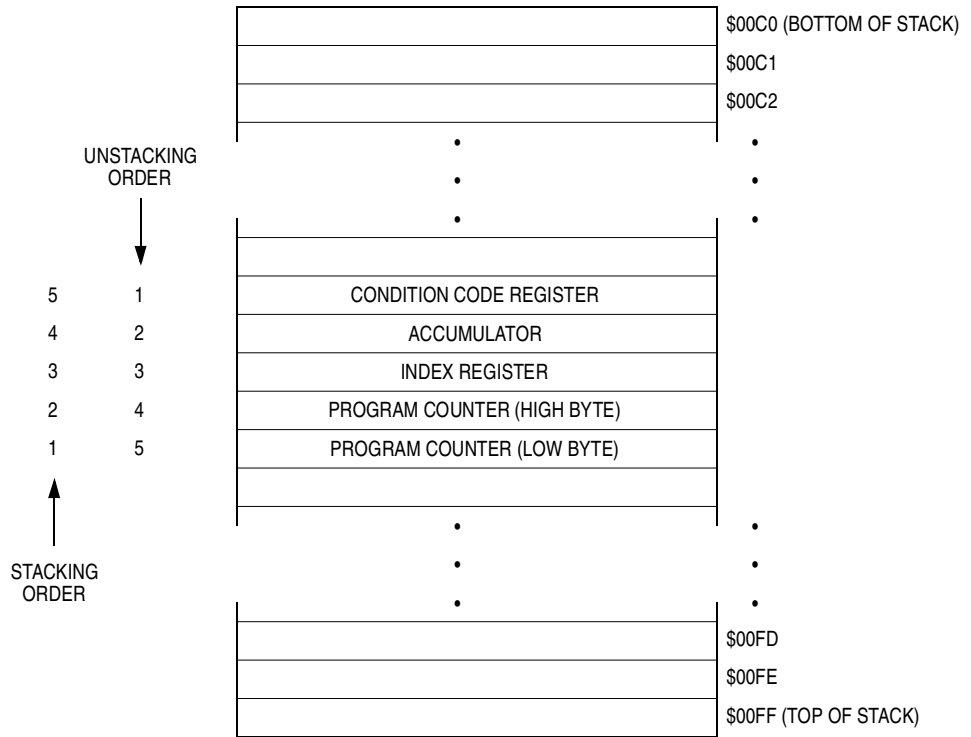 $00C0 (BOTTOM OF STACK)
$00C1
$00C2
UNSTACKING
ORDER
5 1 CONDITION CODE REGISTER
4 2 ACCUMULATOR
3 3 INDEX REGISTER
2 4 PROGRAM COUNTER (HIGH BYTE)
1 5 PROGRAM COUNTER (LOW BYTE)
STACKING
ORDER
$00FD
$00FE
$00FF (TOP OF STACK)